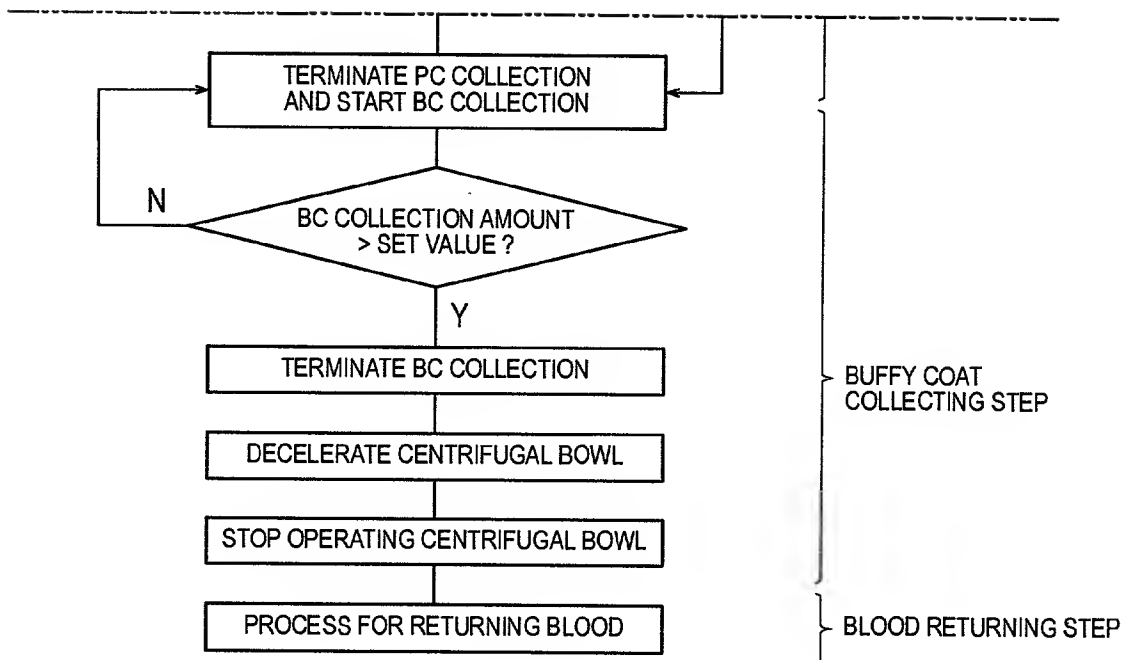 TERMINATE PC COLLECTION
AND START BC COLLECTION
N
BC COLLECTION AMOUNT
> SET VALUE ?
Y
TERMINATE BC COLLECTION
BUFFY COAT
COLLECTING STEP
DECELERATE CENTRIFUGAL BOWL
STOP OPERATING CENTRIFUGAL BOWL
PROCESS FOR RETURNING BLOOD
BLOOD RETURNING STEP